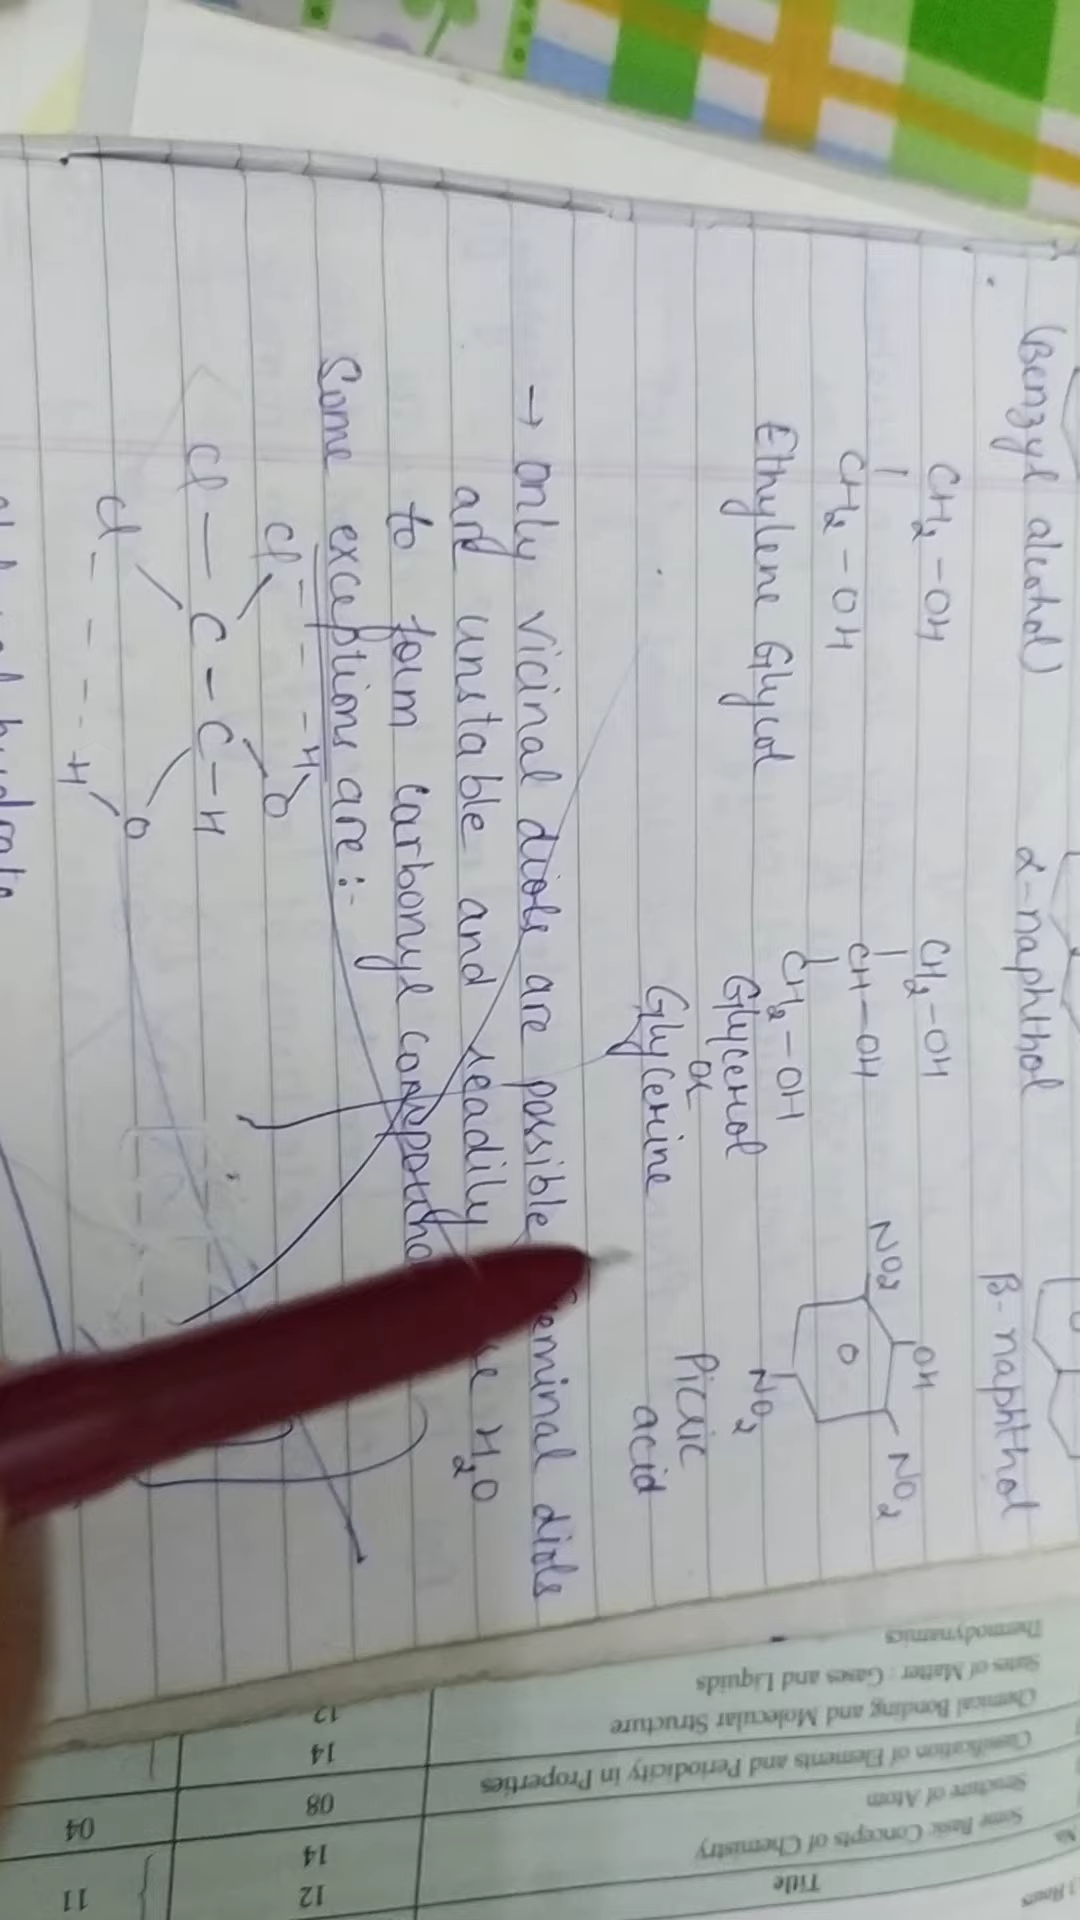 (Benzyl alcohol) α-naphthol β-naphthol
CH₂-OH CH₂-OH OH
NO₂ NO₂
CH₂-OH CH-OH O
CH₂-OH NO₂
Ethylene Glycol Glycerol Picric
or acid
Glycerine
→ Only vicinal diols are possible. Geminal diols
are unstable and readily H₂O
to form carbonyl
Some exceptions are:-
Cl - - - H O
Cl-C-C-H
Cl - - - - H O
Title
Some Basic Concepts of Chemistry 12
Structure of Atom 14 11
Classification of Elements and Periodicity in Properties 08 04
Chemical Bonding and Molecular Structure 14
States of Matter : Gases and Liquids
Thermodynamics